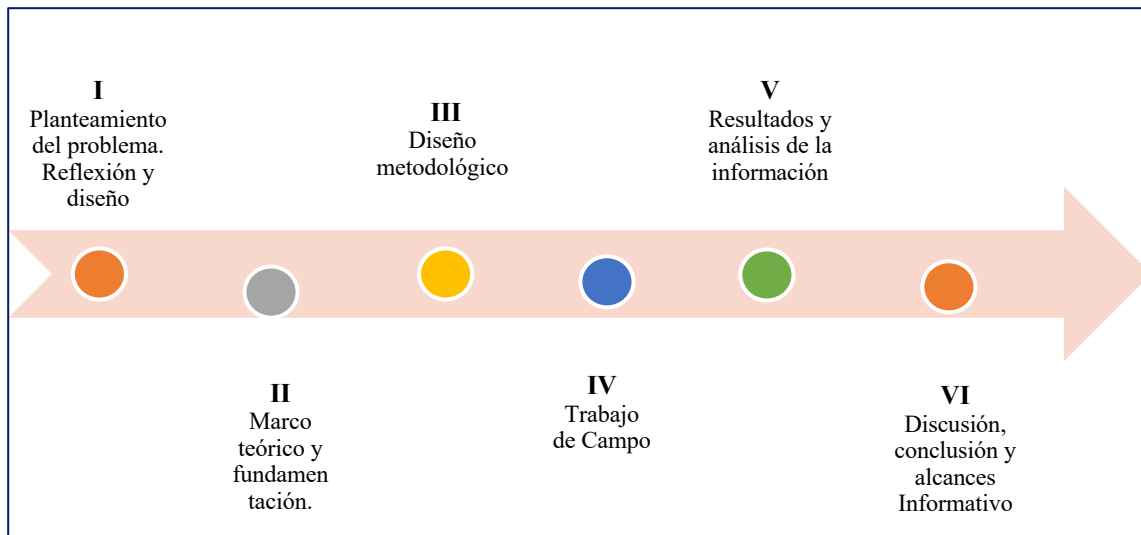 I
Planteamiento
del problema.
Reflexión y
diseño
II
Marco
teórico y
fundamen
tación.
III
Diseño
metodológico
IV
Trabajo
de Campo
V
Resultados y
análisis de la
información
VI
Discusión,
conclusión y
alcances
Informativo